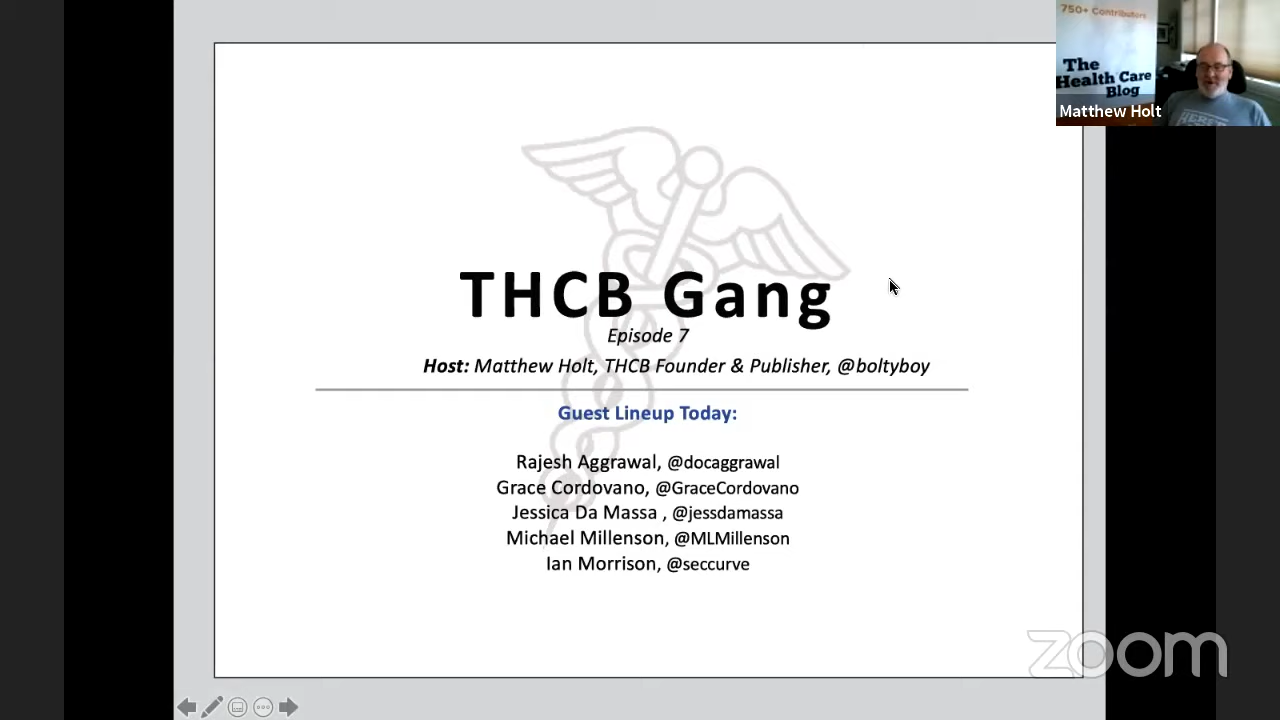 750+ Contributors
The
Health Care
Blog
Matthew Holt
THCB Gang
Episode 7
Host: Matthew Holt, THCB Founder & Publisher, @boltyboy
Guest Lineup Today:
Rajesh Aggrawal, @docaggrawal
Grace Cordovano, @GraceCordovano
Jessica Da Massa , @jessdamassa
Michael Millenson, @MLMillenson
Ian Morrison, @seccurve
zoom